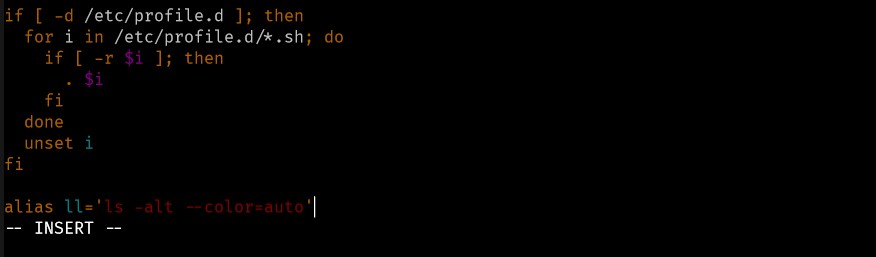 if [ -d /etc/profile.d ]; then
  for i in /etc/profile.d/*.sh; do
    if [ -r $i ]; then
      . $i
    fi
  done
  unset i
fi

alias ll='ls -alt --color=auto'
-- INSERT --